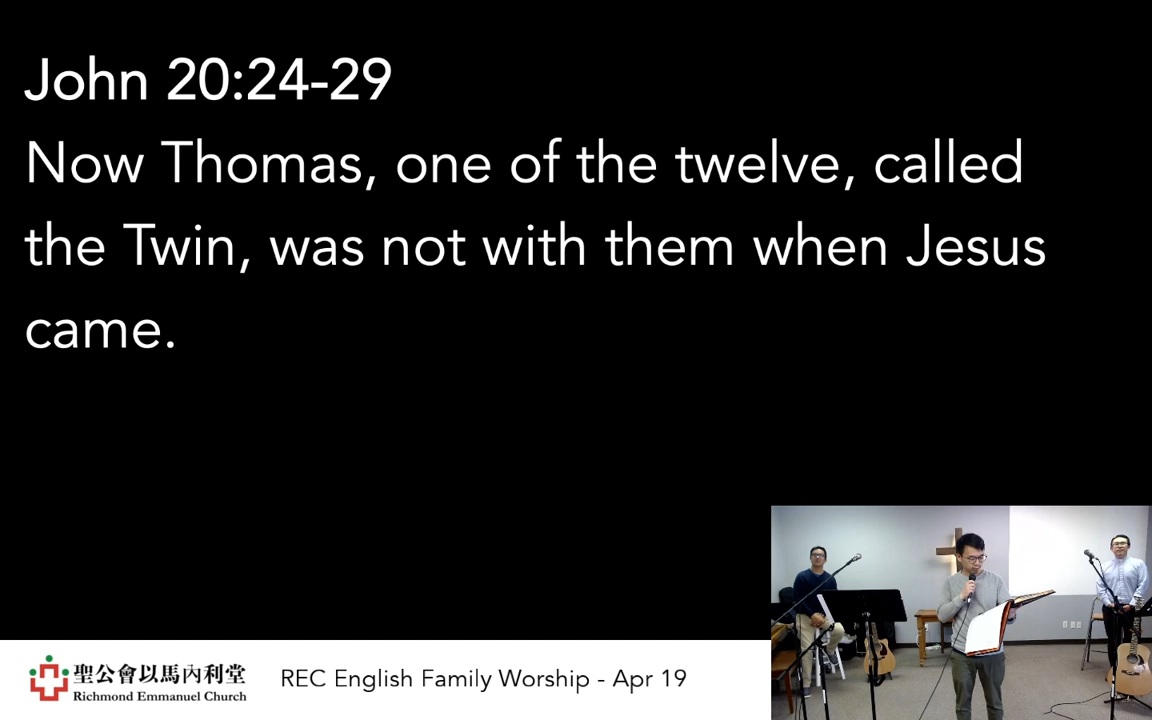 John 20:24-29
Now Thomas, one of the twelve, called
the Twin, was not with them when Jesus
came.
聖公會以馬內利堂
Richmond Emmanuel Church
REC English Family Worship - Apr 19